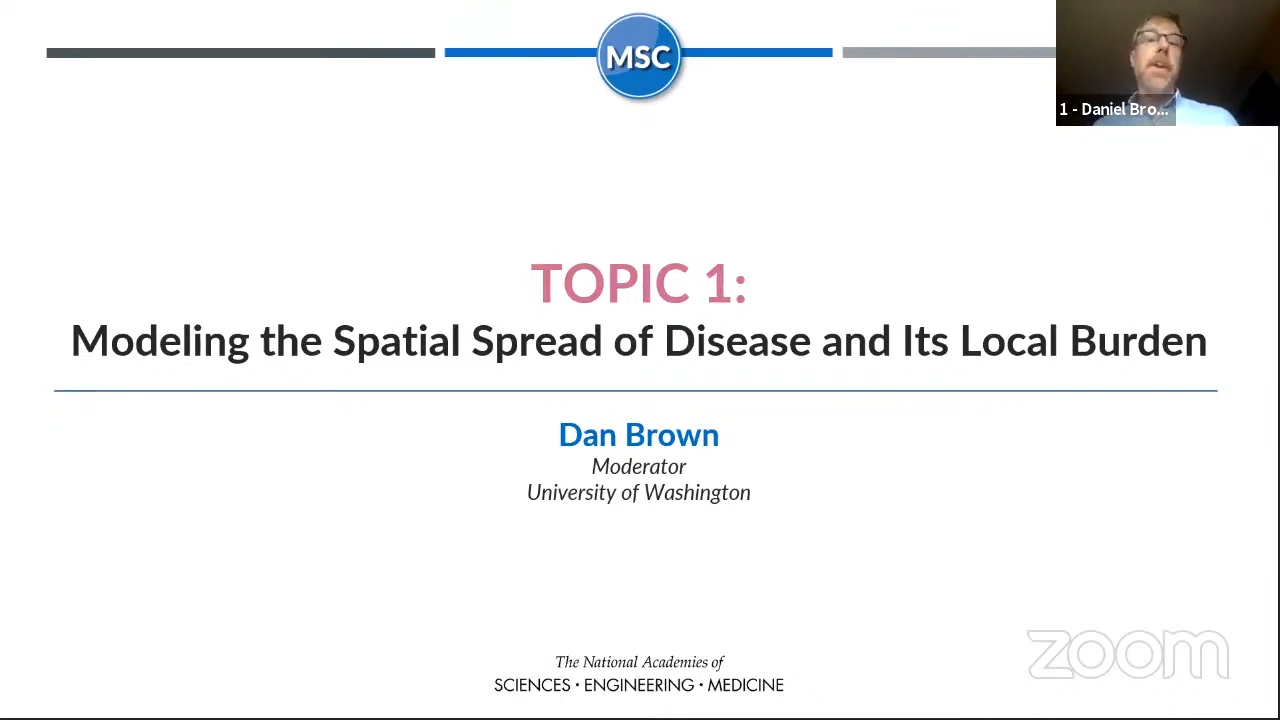 MSC
1 - Daniel Bro...
TOPIC 1:
Modeling the Spatial Spread of Disease and Its Local Burden
Dan Brown
Moderator
University of Washington
The National Academies of
SCIENCES · ENGINEERING · MEDICINE
zoom